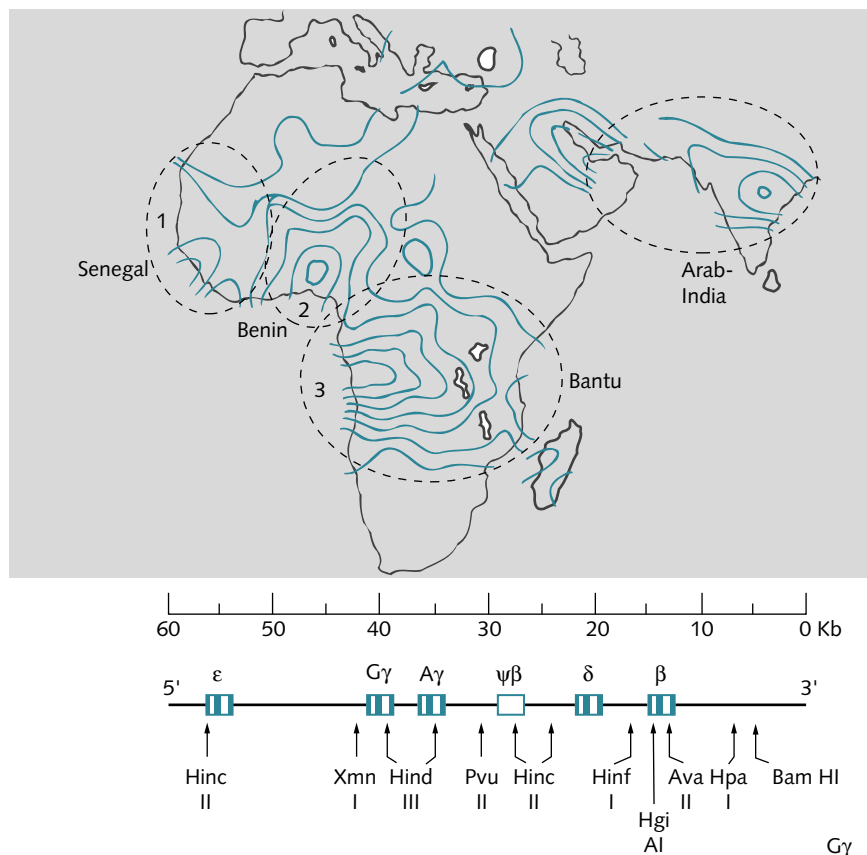 1
Senegal
2
Benin
3
Bantu
Arab-
India
60 50 40 30 20 10 0 Kb
ε Gγ Aγ ψβ δ β
5' 3'
Hinc
II
Xmn
I
Hind
III
Pvu
II
Hinc
II
Hinf
I
Hgi
AI
Ava
II
Hpa
I
Bam HI
Gγ